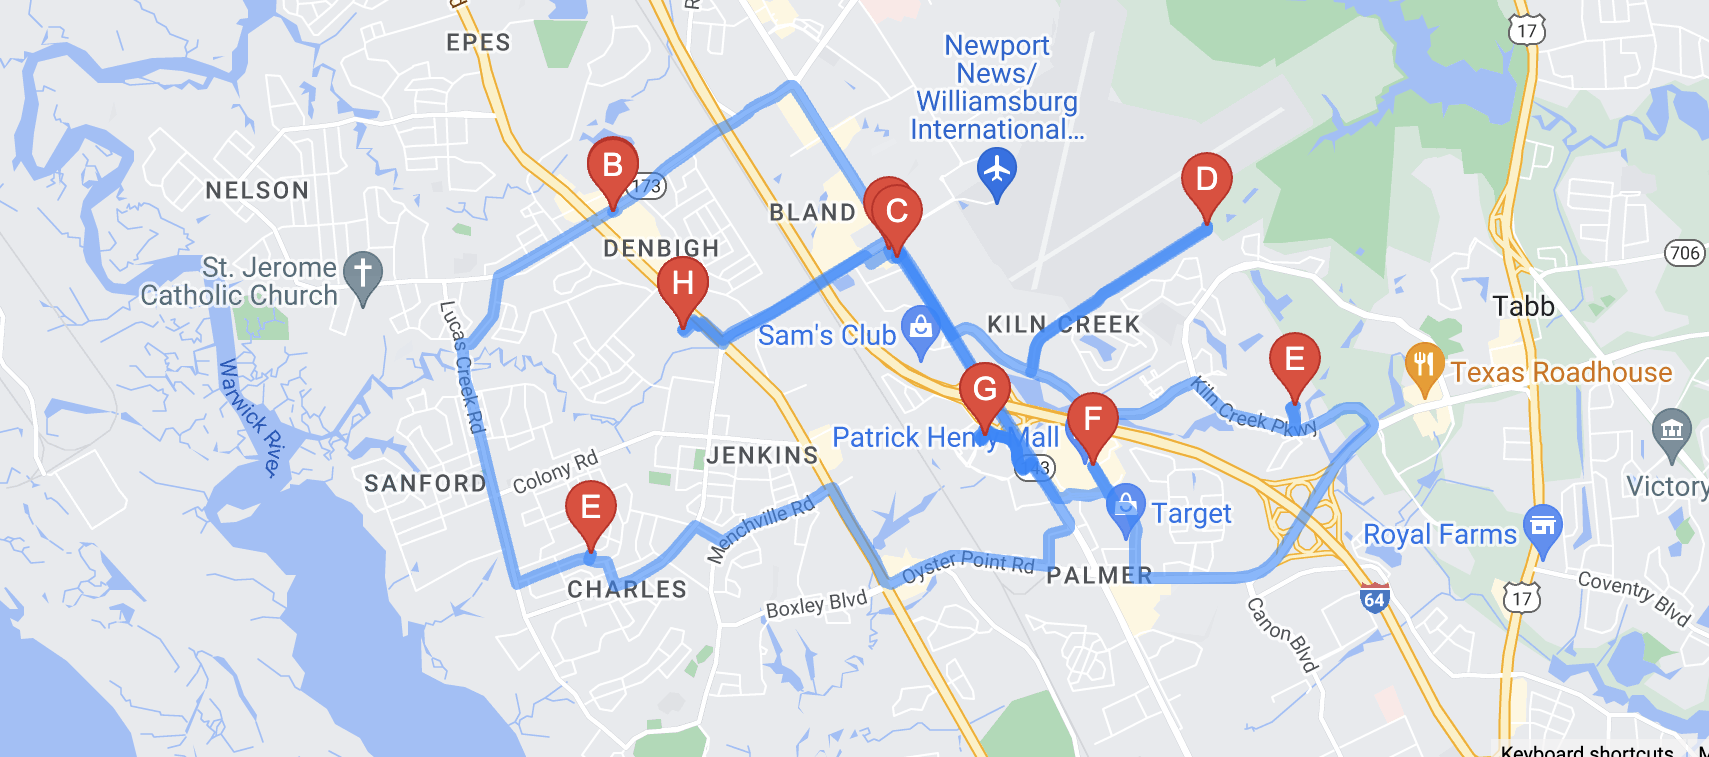 EPES
17
Newport
News/
Williamsburg
International...
B
173
D
NELSON
BLAND
C
DENBIGH
706
St. Jerome
Catholic Church
H
Tabb
Lucas Creek Rd
Sam's Club
KILN CREEK
E
Texas Roadhouse
Warwick River
G
Kiln Creek Pkwy
F
Patrick Henry Mall
JENKINS
Colony Rd
SANFORD
Victory
E
Menchville Rd
Target
Royal Farms
Oyster Point Rd
PALMER
CHARLES
Boxley Blvd
64
17
Coventry Blvd
Canon Blvd
Keyboard shortcuts
M